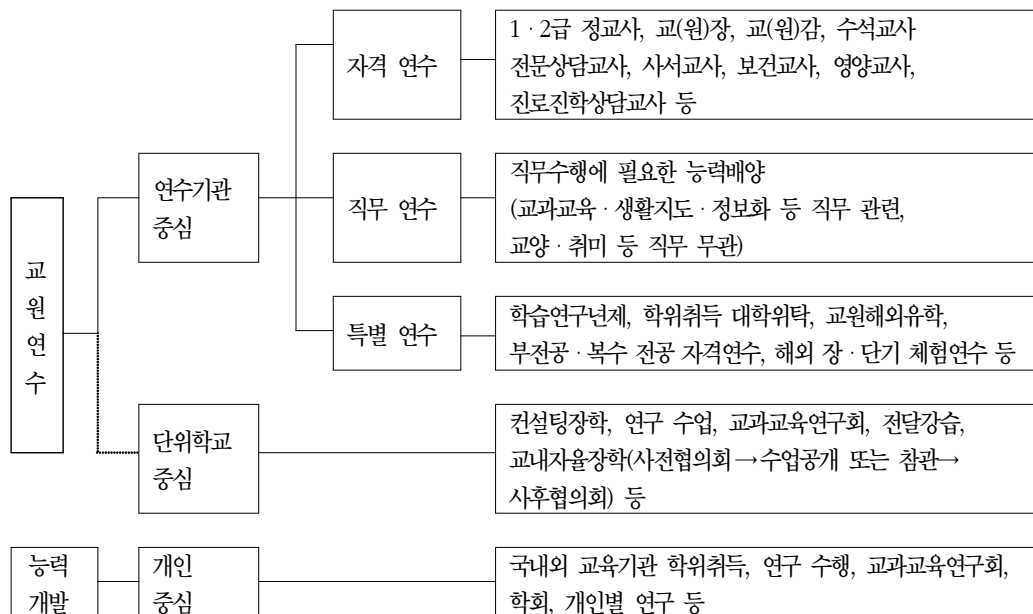 자격 연수
1 · 2급 정교사, 교(원)장, 교(원)감, 수석교사
전문상담교사, 사서교사, 보건교사, 영양교사,
진로진학상담교사 등
교원연수
연수기관
중심
직무 연수
직무수행에 필요한 능력배양
(교과교육 · 생활지도 · 정보화 등 직무 관련,
교양 · 취미 등 직무 무관)
특별 연수
학습연구년제, 학위취득 대학위탁, 교원해외유학,
부전공 · 복수 전공 자격연수, 해외 장 · 단기 체험연수 등
단위학교
중심
컨설팅장학, 연구 수업, 교과교육연구회, 전달강습,
교내자율장학(사전협의회→수업공개 또는 참관→
사후협의회) 등
능력
개발
개인
중심
국내외 교육기관 학위취득, 연구 수행, 교과교육연구회,
학회, 개인별 연구 등